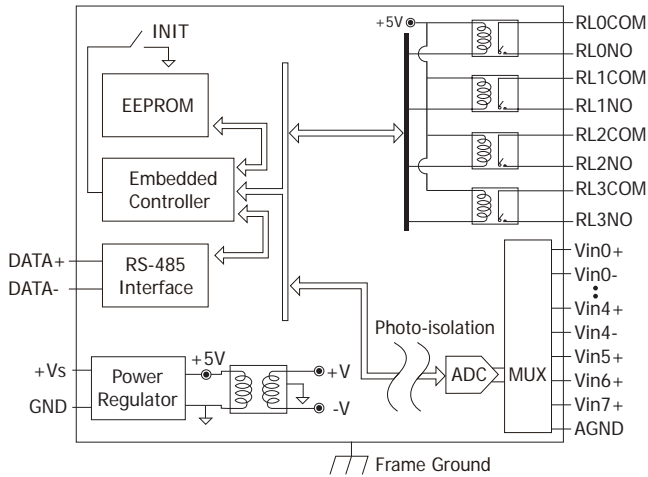 INIT
+5V
RL0COM
RL0NO
EEPROM
RL1COM
RL1NO
RL2COM
Embedded
Controller
RL2NO
RL3COM
RL3NO
DATA+
DATA-
RS-485
Interface
Vin0+
Vin0-
Vin4+
Vin4-
Vin5+
Vin6+
Vin7+
AGND
Photo-isolation
ADC
MUX
+Vs
GND
Power
Regulator
+5V
+V
-V
Frame Ground